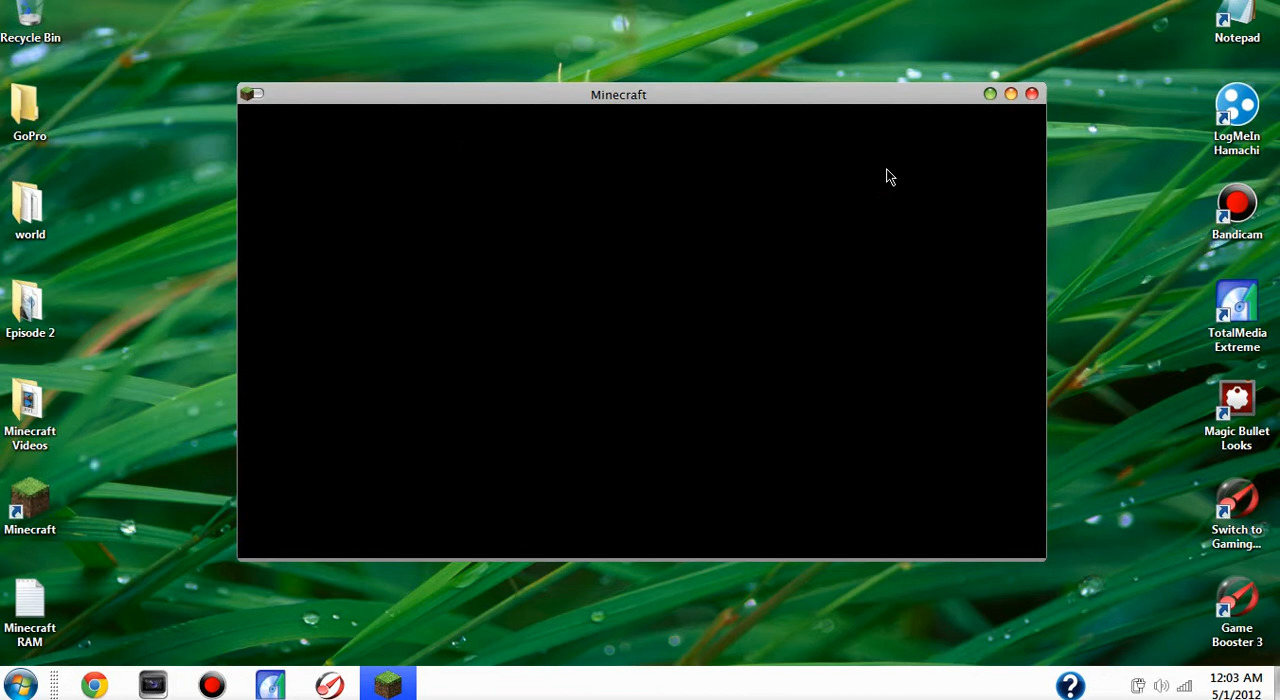 Recycle Bin
GoPro
world
Episode 2
Minecraft
Videos
Minecraft
Minecraft
RAM
Minecraft
Notepad
LogMeIn
Hamachi
Bandicam
TotalMedia
Extreme
Magic Bullet
Looks
Switch to
Gaming...
Game
Booster 3
12:03 AM
5/1/2012